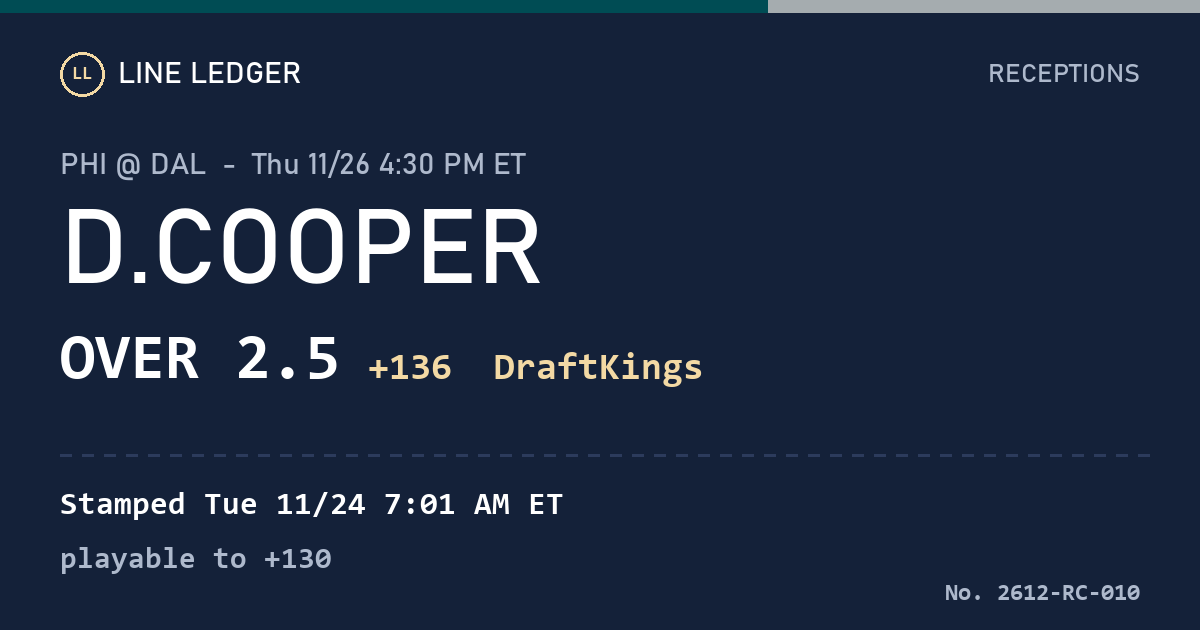 LL LINE LEDGER
RECEPTIONS
PHI @ DAL - Thu 11/26 4:30 PM ET
D.COOPER
OVER 2.5 +136 DraftKings
Stamped Tue 11/24 7:01 AM ET
playable to +130
No. 2612-RC-010